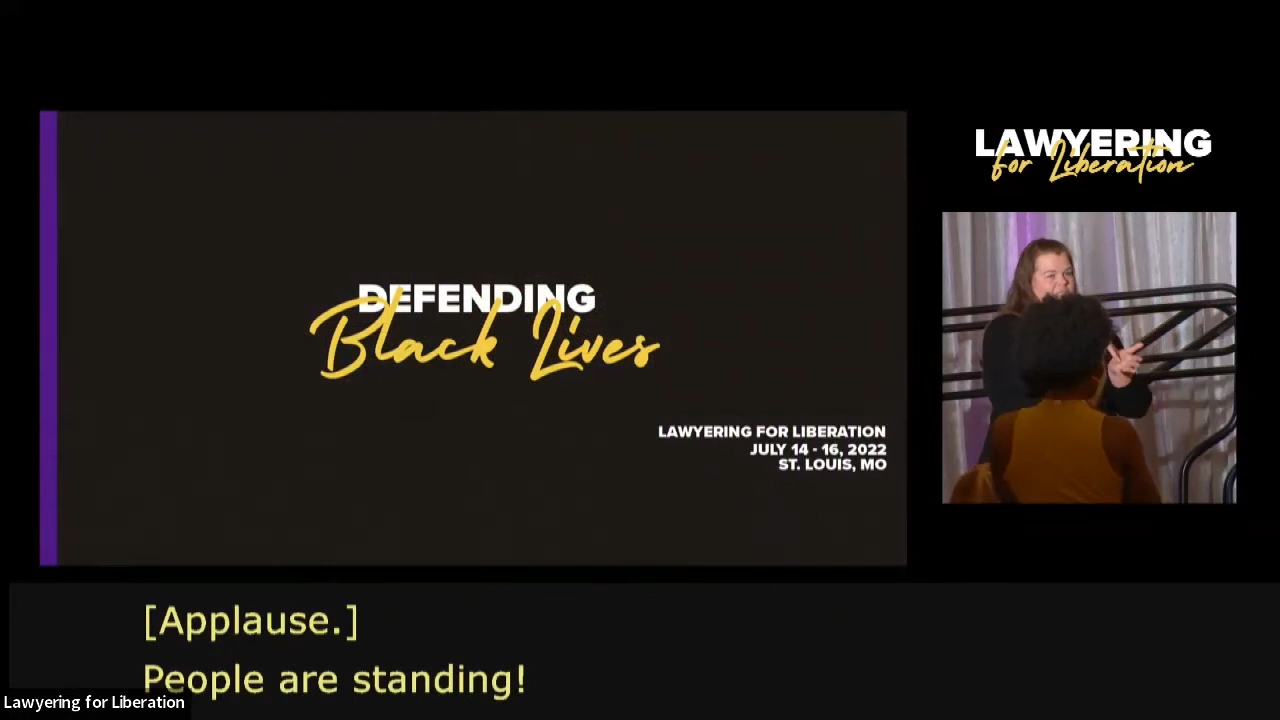 LAWYERING
for Liberation
DEFENDING
Black Lives
LAWYERING FOR LIBERATION
JULY 14 - 16, 2022
ST. LOUIS, MO
[Applause.]
People are standing!
Lawyering for Liberation